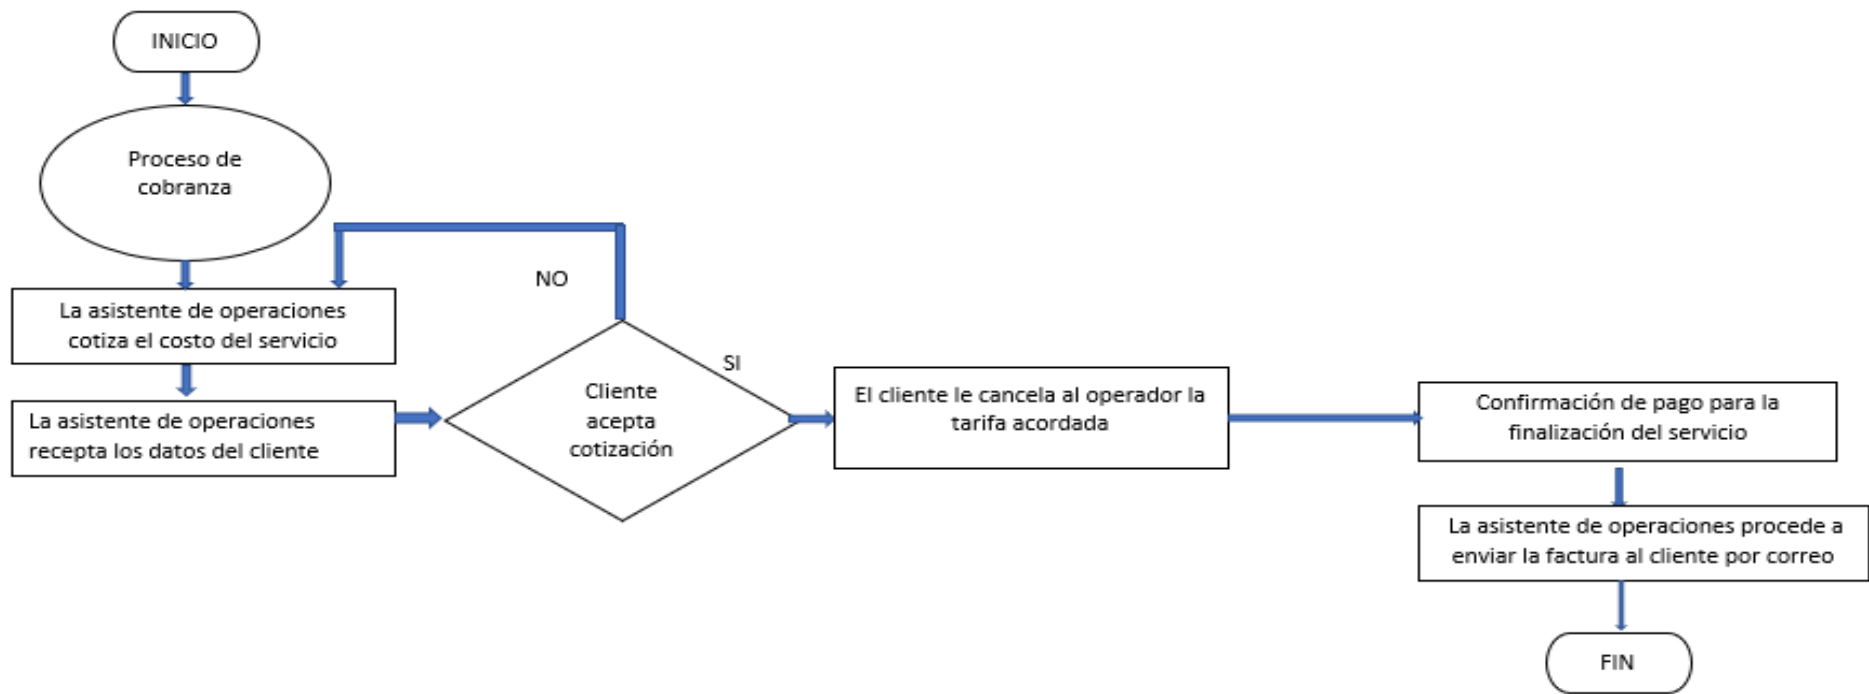 INICIO
Proceso de
cobranza
La asistente de operaciones
cotiza el costo del servicio
La asistente de operaciones
recepta los datos del cliente
NO
Cliente
acepta
cotización
SI
El cliente le cancela al operador la
tarifa acordada
Confirmación de pago para la
finalización del servicio
La asistente de operaciones procede a
enviar la factura al cliente por correo
FIN